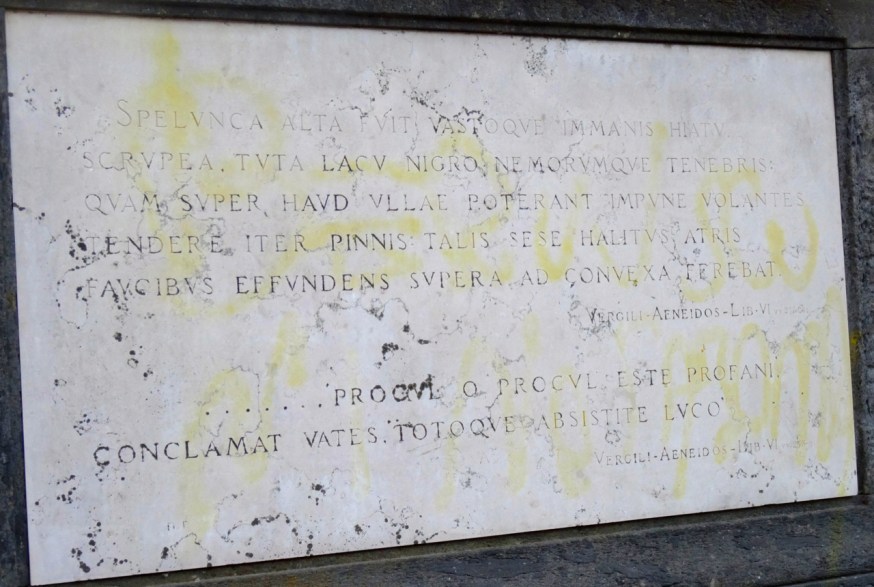 SPELVNCA ALTA FVIT VASTOQVE IMMANIS HIATV
SCRVPEA, TVTA LACV NIGRO NEMORVMQVE TENEBRIS:
QVAM SVPER HAVD VLLAE POTERANT IMPVNE VOLANTES
TENDERE ITER PINNIS: TALIS SESE HALITVS ATRIS
FAVCIBVS EFFVNDENS SVPERA AD CONVEXA FEREBAT.
VERGILI-AENEIDOS-LIB-VI
........PROCVL O PROCVL ESTE PROFANI
CONCLAMAT VATES, TOTOQVE ABSISTITE LVCO
VERGILI-AENEIDOS-LIB-VI